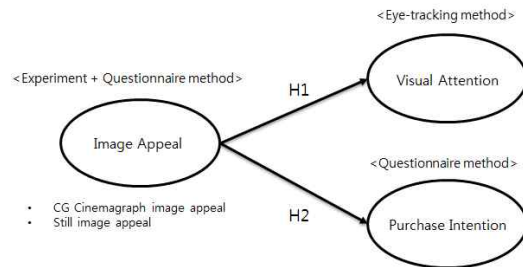 <Eye-tracking method>
Visual Attention
<Experiment + Questionnaire method>
H1
Image Appeal
<Questionnaire method>
• CG Cinemagraph image appeal
• Still image appeal
H2
Purchase Intention